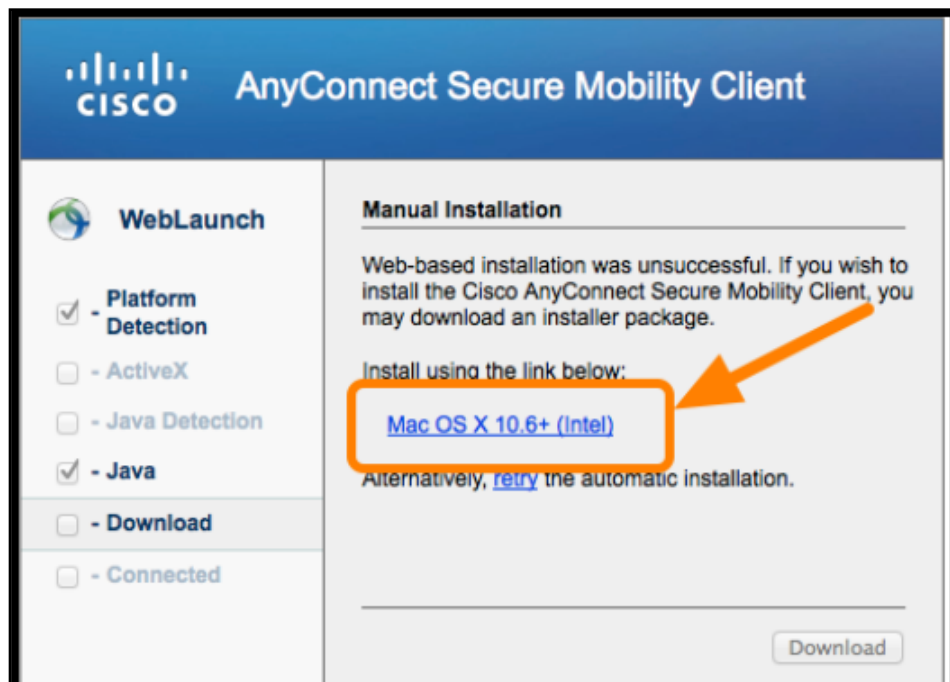 CISCO
AnyConnect Secure Mobility Client
WebLaunch
- Platform
Detection
- ActiveX
- Java Detection
- Java
- Download
- Connected
Manual Installation
Web-based installation was unsuccessful. If you wish to
install the Cisco AnyConnect Secure Mobility Client, you
may download an installer package.
Install using the link below:
Mac OS X 10.6+ (Intel)
Alternatively, retry the automatic installation.
Download